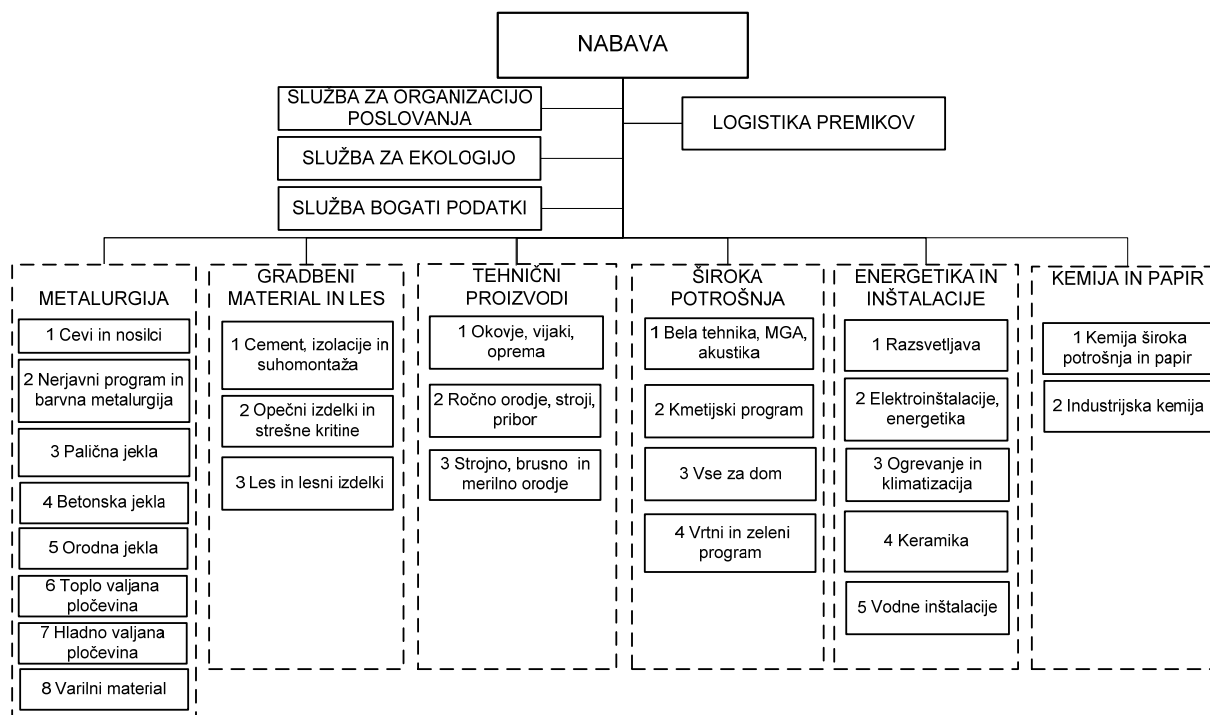 NABAVA
SLUŽBA ZA ORGANIZACIJO
POSLOVANJA
LOGISTIKA PREMIKOV
SLUŽBA ZA EKOLOGIJO
SLUŽBA BOGATI PODATKI
METALURGIJA
1 Cevi in nosilci
2 Nerjavni program in
barvna metalurgija
3 Palična jekla
4 Betonska jekla
5 Orodna jekla
6 Toplo valjana
pločevina
7 Hladno valjana
pločevina
8 Varilni material
GRADBENI
MATERIAL IN LES
1 Cement, izolacije in
suhomontaža
2 Opečni izdelki in
strešne kritine
3 Les in lesni izdelki
TEHNIČNI
PROIZVODI
1 Okovje, vijaki,
oprema
2 Ročno orodje, stroji,
pribor
3 Strojno, brusno in
merilno orodje
ŠIROKA
POTROŠNJA
1 Bela tehnika, MGA,
akustika
2 Kmetijski program
3 Vse za dom
4 Vrtni in zeleni
program
ENERGETIKA IN
INŠTALACIJE
1 Razsvetljava
2 Elektroinštalacije,
energetika
3 Ogrevanje in
klimatizacija
4 Keramika
5 Vodne inštalacije
KEMIJA IN PAPIR
1 Kemija široka
potrošnja in papir
2 Industrijska kemija